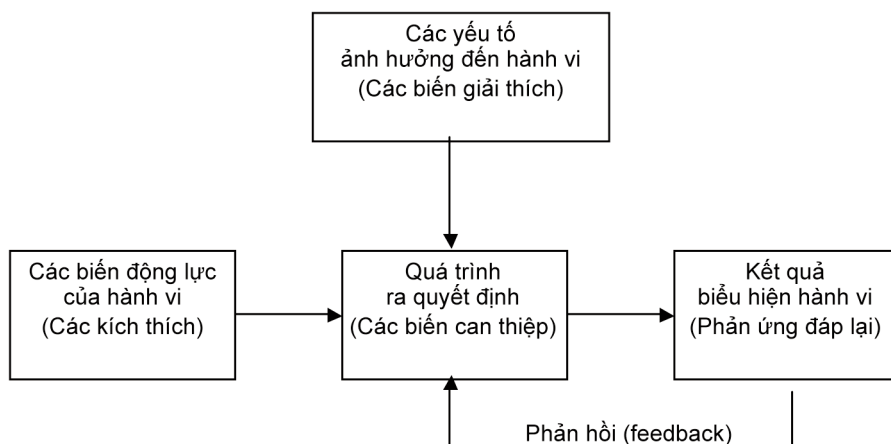 Các yếu tố
ảnh hưởng đến hành vi
(Các biến giải thích)
Các biến động lực
của hành vi
(Các kích thích)
Quá trình
ra quyết định
(Các biến can thiệp)
Kết quả
biểu hiện hành vi
(Phản ứng đáp lại)
Phản hồi (feedback)